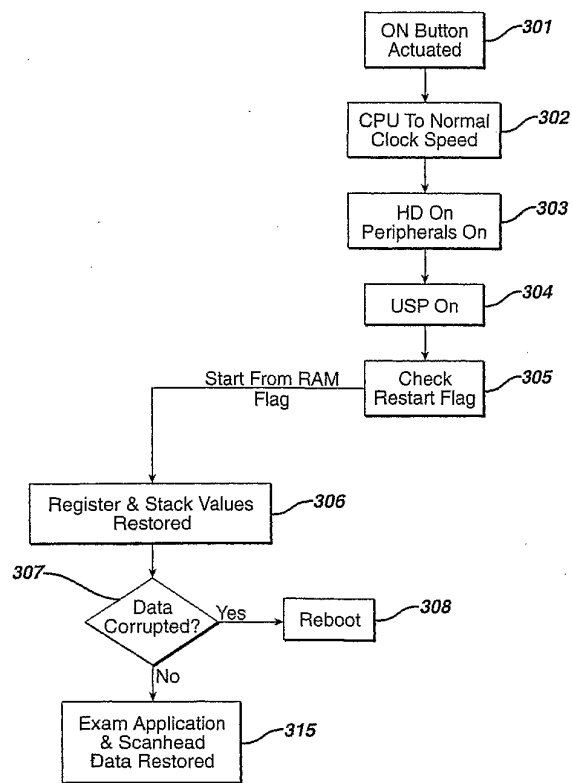 ON Button
Actuated
301
CPU To Normal
Clock Speed
302
HD On
Peripherals On
303
USP On
304
Check
Restart Flag
305
Start From RAM
Flag
Register & Stack Values
Restored
306
307
Data
Corrupted?
Yes
Reboot
308
No
Exam Application
& Scanhead
Data Restored
315